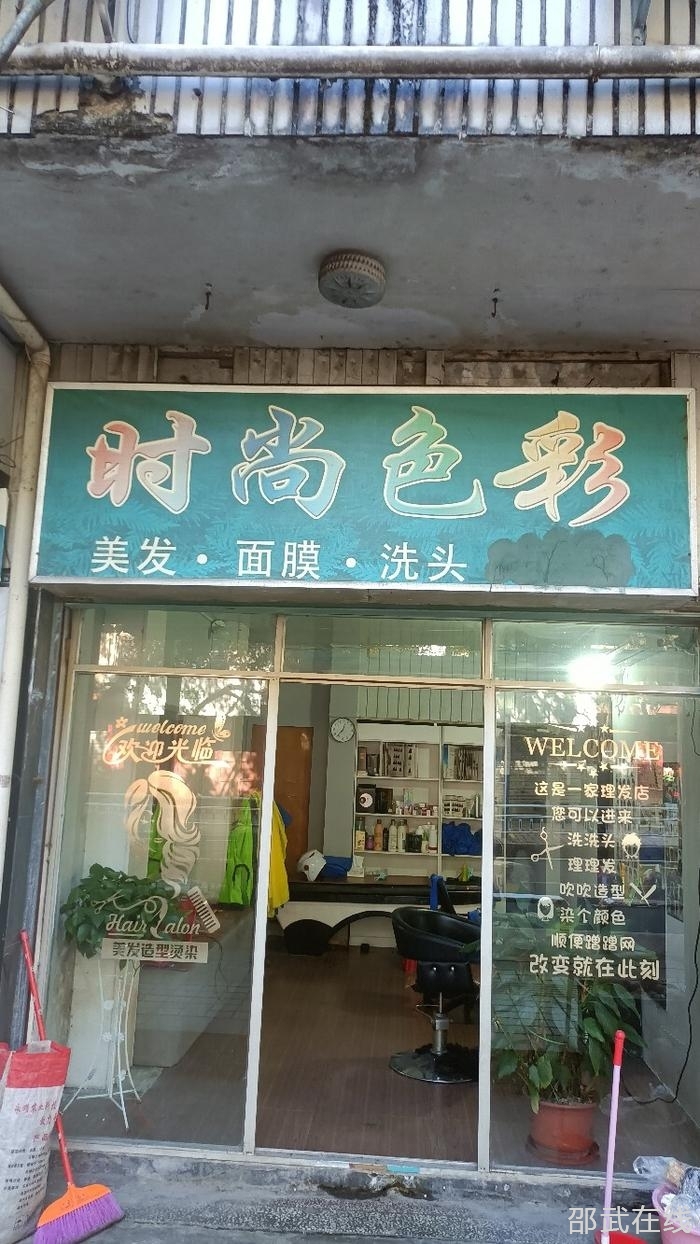 时尚色彩
美发·面膜·洗头
welcome
欢迎光临
Hair Salon
美发造型烫染
WELCOME
这是一家理发店
您可以进来
洗洗头
理理发
吹吹造型
染个颜色
顺便蹭蹭网
改变就在此刻
邵武在线